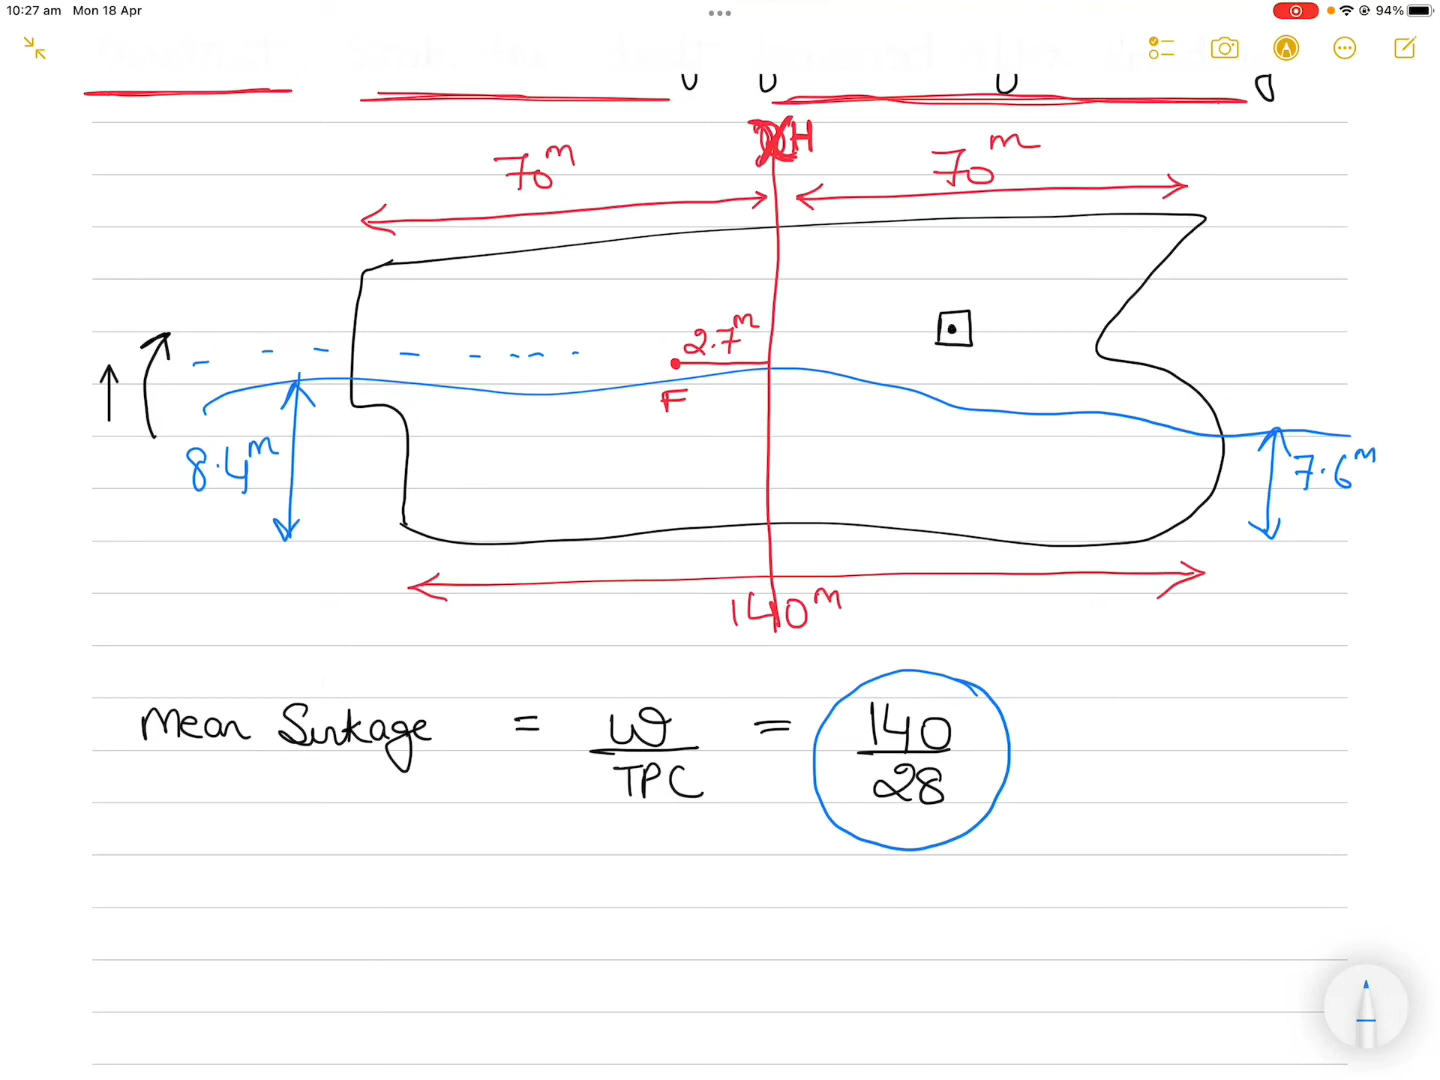 10:27 am Mon 18 Apr
94%
70m
70m
2.7m
F
8.4m
7.6m
140m
Mean Sinkage = W/TPC = 140/28